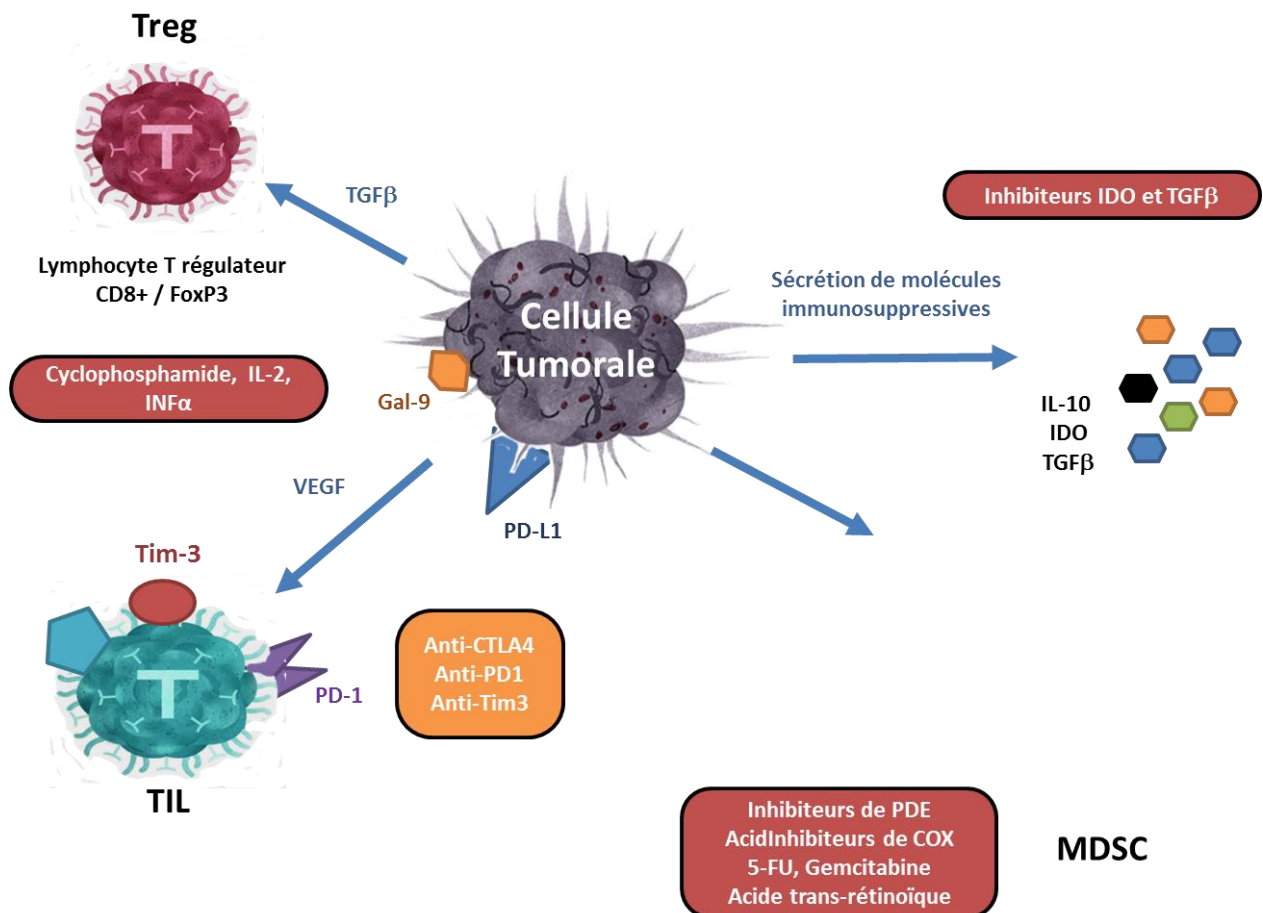 Treg
T
TGFβ
Lymphocyte T régulateur
CD8+ / FoxP3
Inhibiteurs IDO et TGFβ
Sécrétion de molécules
immunosuppressives
Cellule
Tumorale
Cyclophosphamide, IL-2,
INFα
Gal-9
IL-10
IDO
TGFβ
VEGF
PD-L1
Tim-3
T
PD-1
Anti-CTLA4
Anti-PD1
Anti-Tim3
TIL
Inhibiteurs de PDE
AcidInhibiteurs de COX
5-FU, Gemcitabine
Acide trans-rétinoïque
MDSC